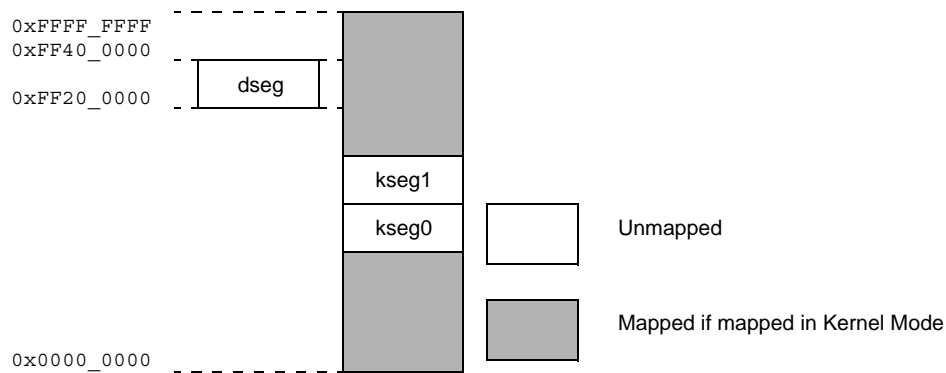 0xFFFF_FFFF
0xFF40_0000
dseg
0xFF20_0000
kseg1
kseg0
Unmapped
Mapped if mapped in Kernel Mode
0x0000_0000